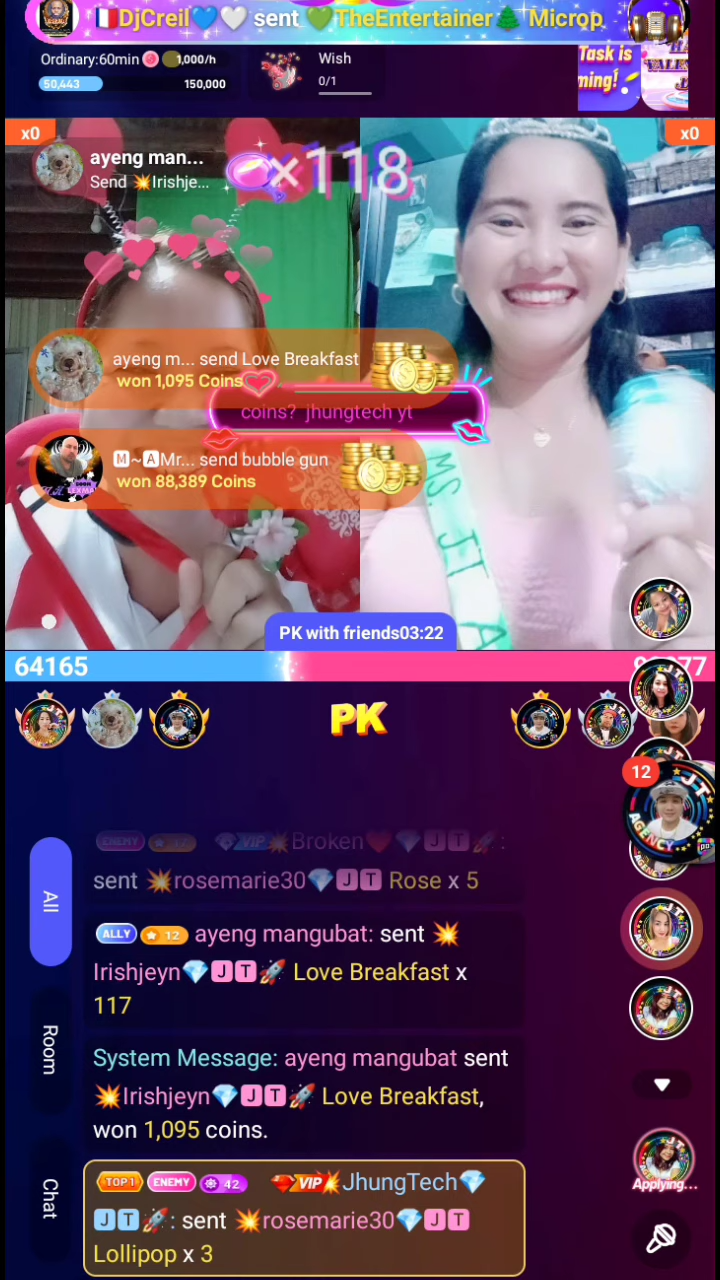 🇫🇷DjCreil💙🤍 sent 💚TheEntertainer🌲 Microp
Ordinary:60min 1,000/h
50,443 150,000
Wish
0/1
Task is
ming!
x0
x0
ayeng man...
Send 💥Irishje...
×118
ayeng m... send Love Breakfast
won 1,095 Coins
coins? jhungtech yt
🅼~🅰Mr... send bubble gun
won 88,389 Coins
MS. JT A
PK with friends03:22
64165
PK
12
JT
AGENCY
All
Room
Chat
ENEMY VIP💥Broken❤️💎🅹🆃🚀:
sent 💥rosemarie30💎🅹🆃 Rose x 5
ALLY 12 ayeng mangubat: sent 💥
Irishjeyn💎🅹🆃🚀 Love Breakfast x
117
System Message: ayeng mangubat sent
💥Irishjeyn💎🅹🆃🚀 Love Breakfast,
won 1,095 coins.
TOP1 ENEMY 42 VIP💥JhungTech💎
🅹🆃🚀: sent 💥rosemarie30💎🅹🆃
Lollipop x 3
Applying...